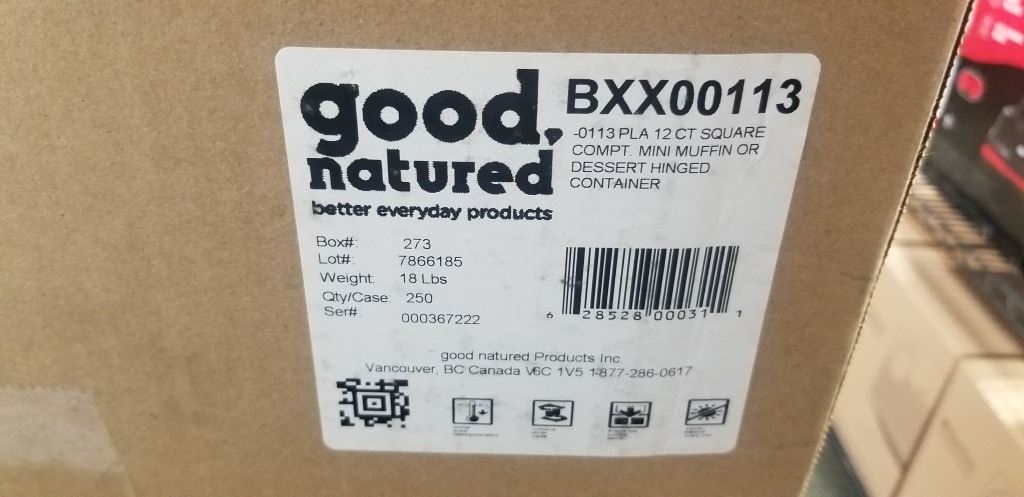 good
natured
better everyday products
BXX00113
-0113 PLA 12 CT SQUARE
COMPT. MINI MUFFIN OR
DESSERT HINGED
CONTAINER
Box#: 273
Lot#: 7866185
Weight: 18 Lbs
Qty/Case: 250
Ser#: 000367222
6 28528 00031 1
good natured Products Inc
Vancouver, BC Canada V6C 1V5 1-877-286-0617